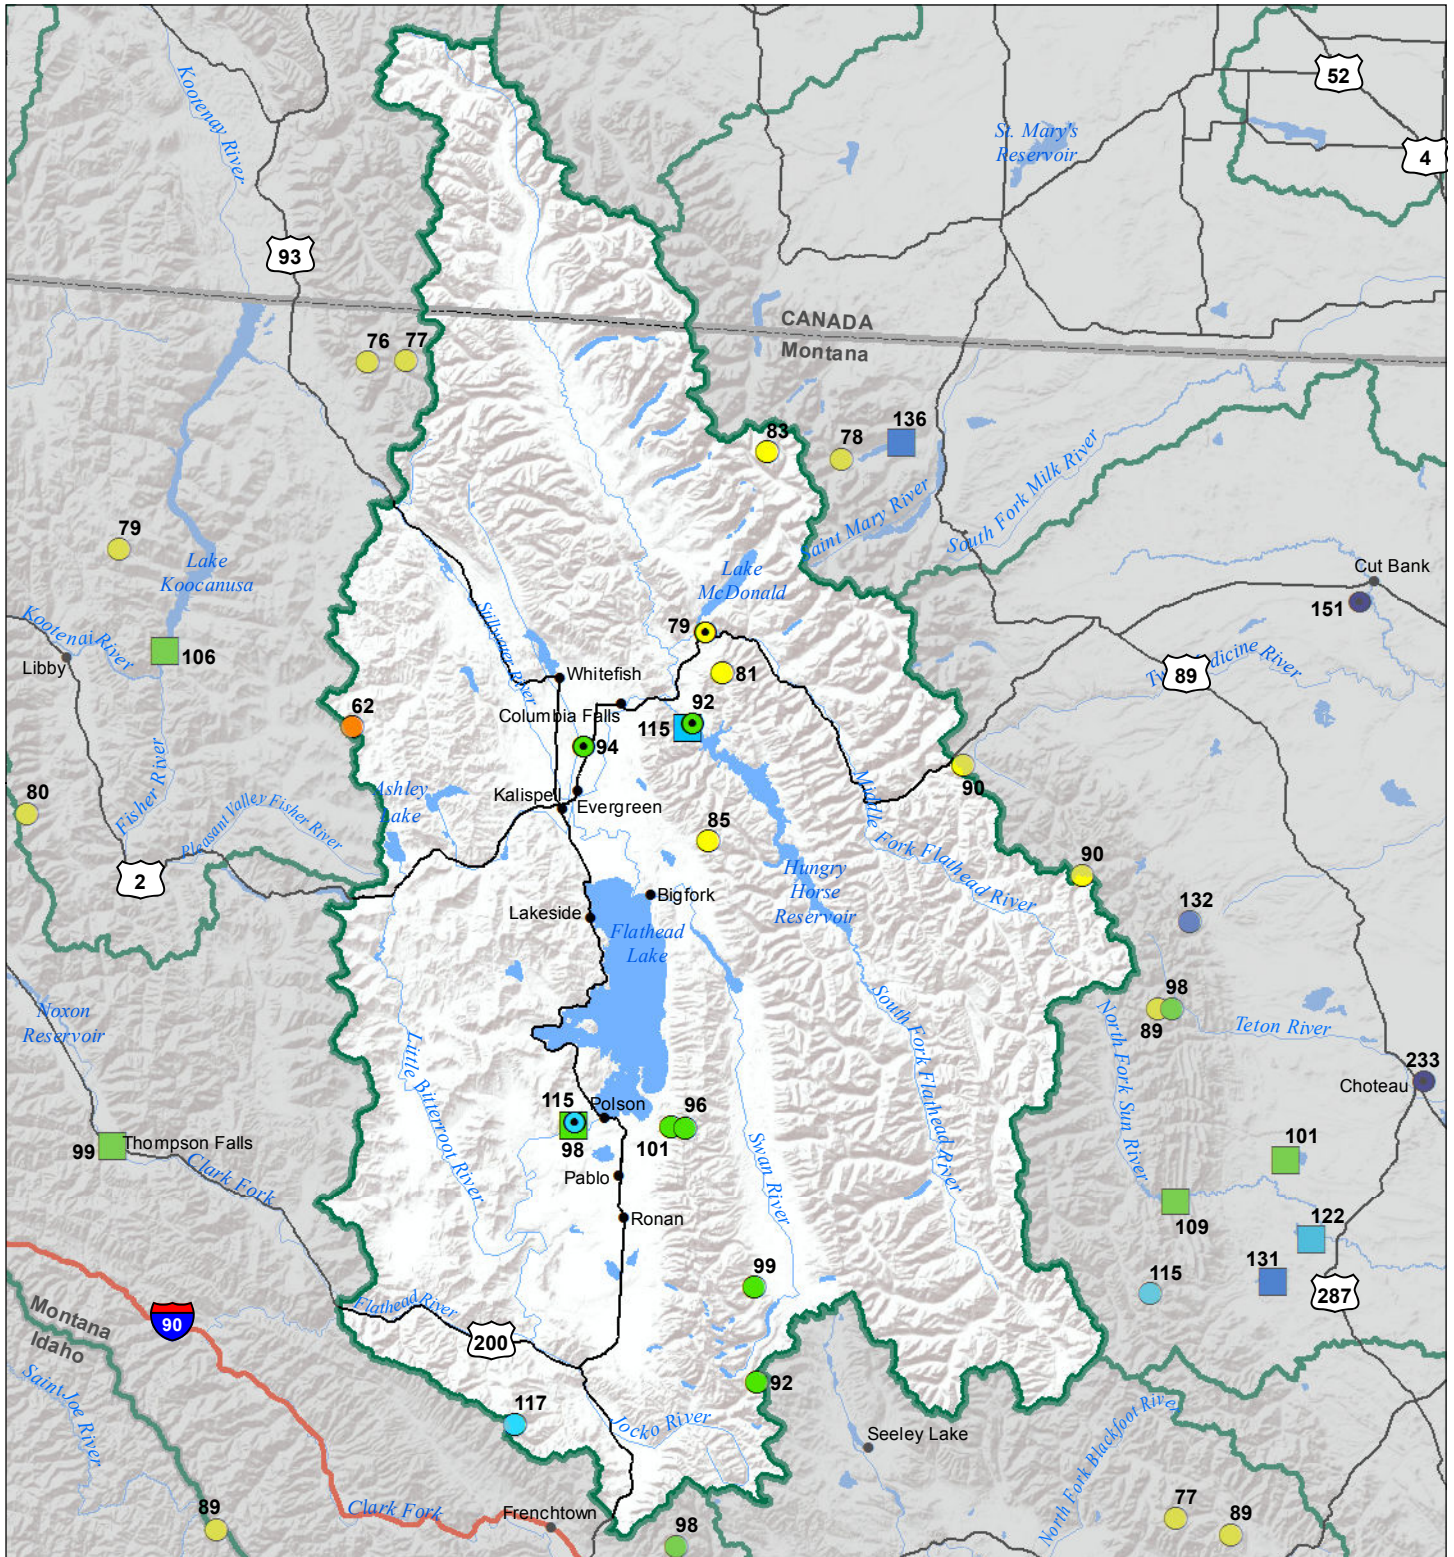 52
Kootenay River
St. Mary's
Reservoir
4
93
CANADA
Montana
76
77
83
78
136
South Fork Milk River
Saint Mary River
79
Lake
Koocanusa
Lake
McDonald
Cut Bank
151
Kootenai River
Libby
106
79
Stillwater River
Whitefish
81
89
62
Columbia Falls
92
115
94
90
Fisher River
80
Ashley
Lake
Kalispell
Evergreen
Pleasant Valley Fisher River
85
Middle Fork Flathead River
2
Hungry
Horse
Reservoir
90
Bigfork
Lakeside
Flathead
Lake
132
Noxon
Reservoir
98
89
North Fork Sun River
Teton River
South Fork Flathead River
Little Bitterroot River
233
Choteau
115
Polson
96
98
101
99
Thompson Falls
Clark Fork
Swan River
101
Pablo
109
Ronan
122
99
131
115
287
Montana
Idaho
90
Flathead River
200
92
Saint Joe River
117
Jocko River
Seeley Lake
North Fork Blackfoot River
Clark Fork
Frenchtown
89
98
77
89